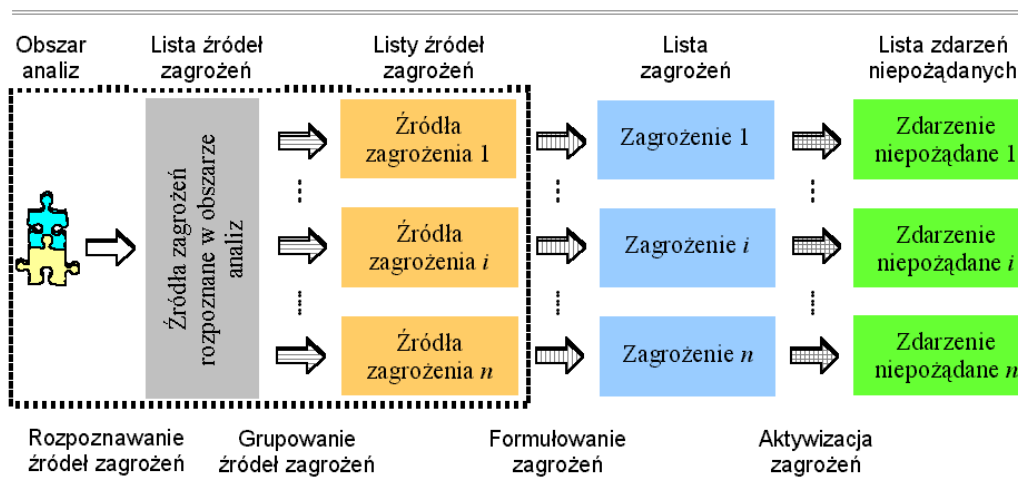 Obszar
analiz
Lista źródeł
zagrożeń
Listy źródeł
zagrożeń
Lista
zagrożeń
Lista zdarzeń
niepożądanych
Źródła zagrożeń
rozpoznane w obszarze
analiz
Źródła
zagrożenia 1
Zagrożenie 1
Zdarzenie
niepożądane 1
Źródła
zagrożenia i
Zagrożenie i
Zdarzenie
niepożądane i
Źródła
zagrożenia n
Zagrożenie n
Zdarzenie
niepożądane n
Rozpoznawanie
źródeł zagrożeń
Grupowanie
źródeł zagrożeń
Formułowanie
zagrożeń
Aktywizacja
zagrożeń